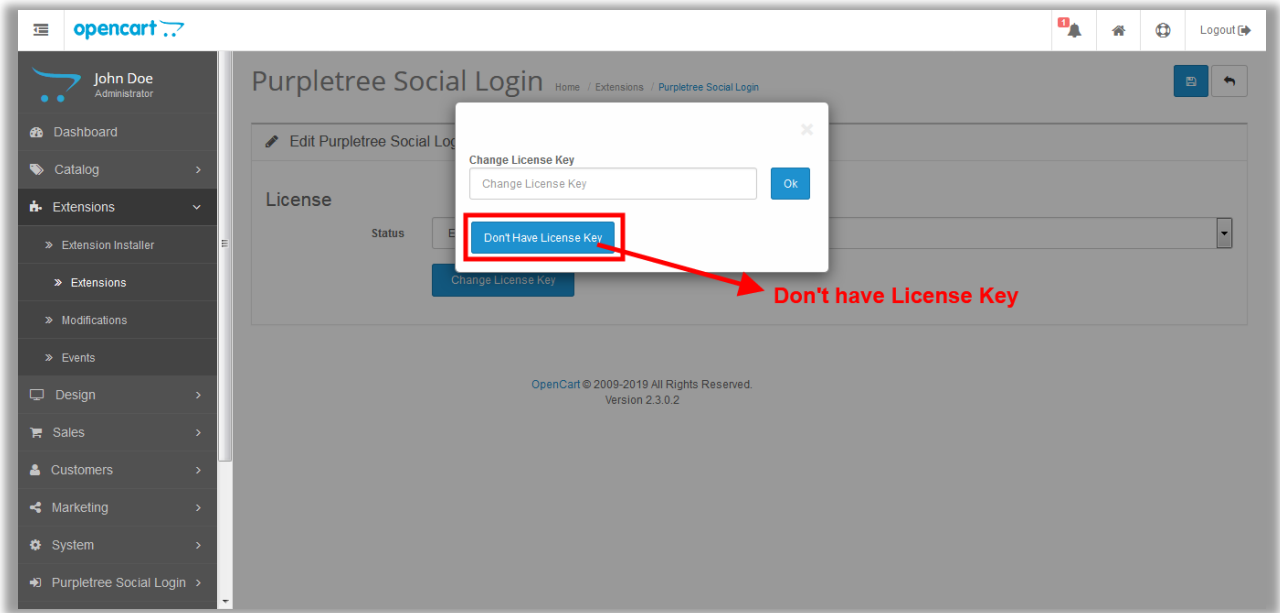 opencart
1
Logout
John Doe
Administrator
Purpletree Social Login
Home / Extensions / Purpletree Social Login
Dashboard
Catalog
Extensions
Extension Installer
Extensions
Modifications
Events
Design
Sales
Customers
Marketing
System
Purpletree Social Login
Edit Purpletree Social Log
License
Status
E
Change License Key
Change License Key
Change License Key
Ok
Don't Have License Key
Don't have License Key
OpenCart © 2009-2019 All Rights Reserved.
Version 2.3.0.2